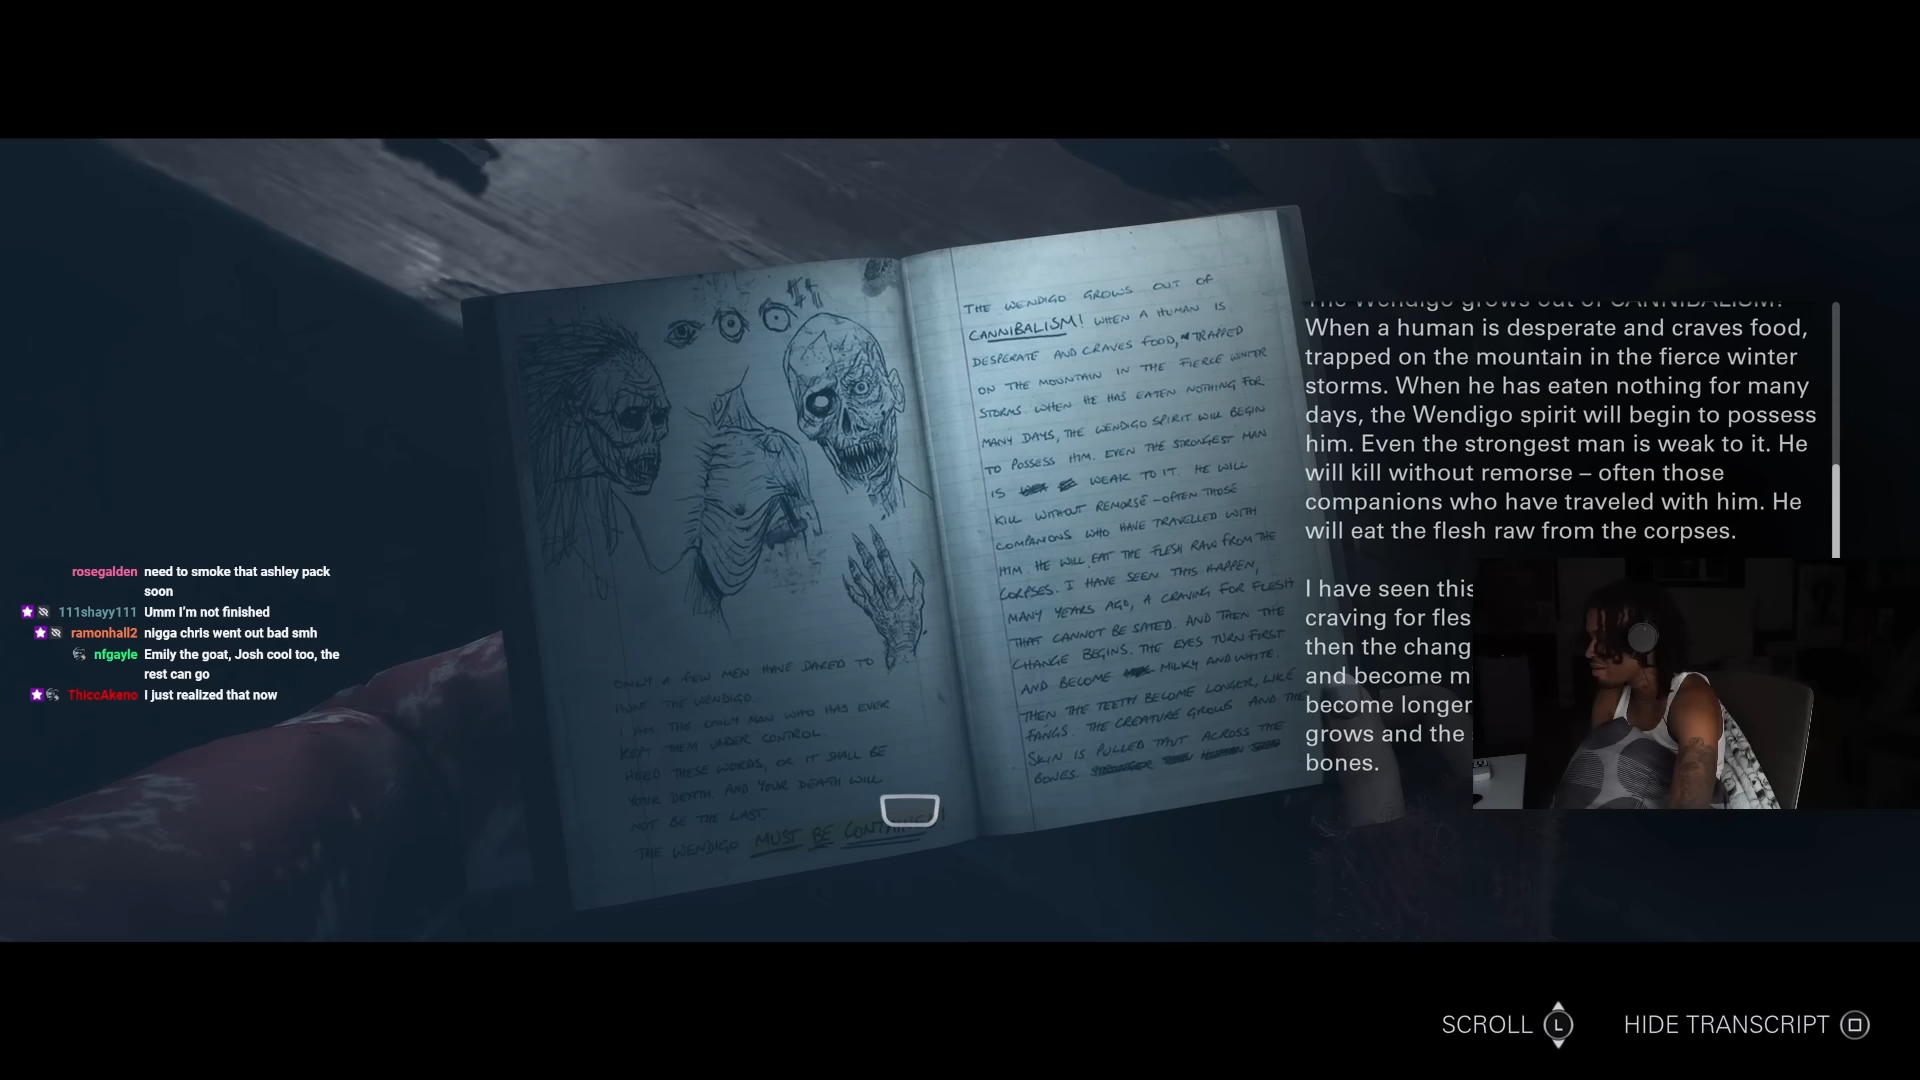 rosegalden need to smoke that ashley pack
soon
111shayy111 Umm I'm not finished
ramonhall2 nigga chris went out bad smh
nfgayle Emily the goat, Josh cool too, the
rest can go
ThiccAkeno I just realized that now
ONLY A FEW MEN HAVE DARED TO
HUNT THE WENDIGO.
I AM THE ONLY MAN WHO HAS EVER
KEPT THEM UNDER CONTROL.
HEED THESE WORDS, OR IT SHALL BE
YOUR DEATH. AND YOUR DEATH WILL
NOT BE THE LAST.
THE WENDIGO MUST BE CONTAINED!
THE WENDIGO GROWS OUT OF
CANNIBALISM! WHEN A HUMAN IS
DESPERATE AND CRAVES FOOD, TRAPPED
ON THE MOUNTAIN IN THE FIERCE WINTER
STORMS. WHEN HE HAS EATEN NOTHING FOR
MANY DAYS, THE WENDIGO SPIRIT WILL BEGIN
TO POSSESS HIM. EVEN THE STRONGEST MAN
IS WEAK TO IT. HE WILL
KILL WITHOUT REMORSE - OFTEN THOSE
COMPANIONS WHO HAVE TRAVELLED WITH
HIM. HE WILL EAT THE FLESH RAW FROM THE
CORPSES. I HAVE SEEN THIS HAPPEN,
MANY YEARS AGO, A CRAVING FOR FLESH
THAT CANNOT BE SATED. AND THEN THE
CHANGE BEGINS. THE EYES TURN FIRST
AND BECOME MILKY AND WHITE.
THEN THE TEETH BECOME LONGER, LIKE
FANGS. THE CREATURE GROWS AND THE
SKIN IS PULLED TAUT ACROSS THE
BONES.
The Wendigo grows out of CANNIBALISM!
When a human is desperate and craves food,
trapped on the mountain in the fierce winter
storms. When he has eaten nothing for many
days, the Wendigo spirit will begin to possess
him. Even the strongest man is weak to it. He
will kill without remorse – often those
companions who have traveled with him. He
will eat the flesh raw from the corpses.
I have seen this
craving for fles
then the chang
and become m
become longer
grows and the
bones.
SCROLL L
HIDE TRANSCRIPT